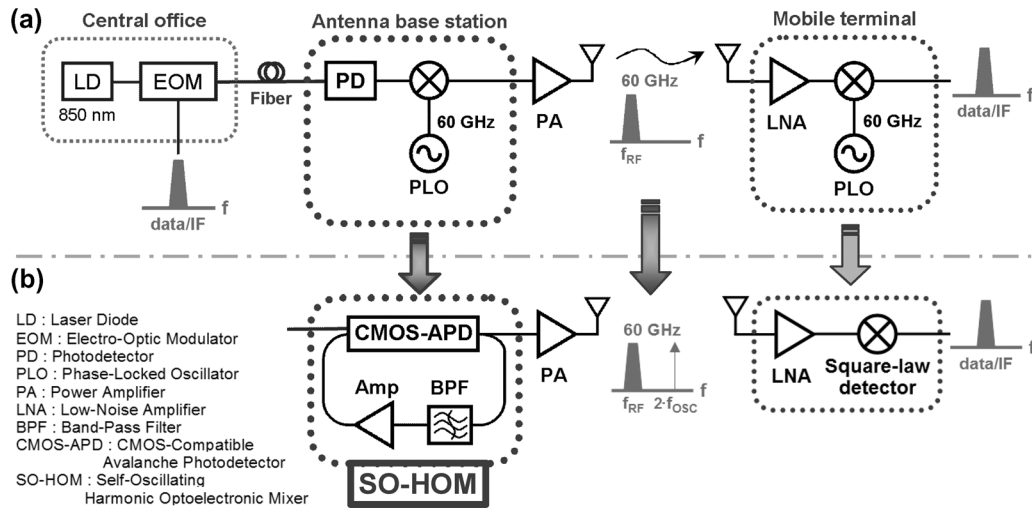 (a)
Central office
Antenna base station
Mobile terminal
LD
EOM
850 nm
Fiber
PD
60 GHz
PLO
PA
60 GHz
f
fRF
LNA
60 GHz
PLO
f
data/IF
f
data/IF
(b)
LD : Laser Diode
EOM : Electro-Optic Modulator
PD : Photodetector
PLO : Phase-Locked Oscillator
PA : Power Amplifier
LNA : Low-Noise Amplifier
BPF : Band-Pass Filter
CMOS-APD : CMOS-Compatible
Avalanche Photodetector
SO-HOM : Self-Oscillating
Harmonic Optoelectronic Mixer
CMOS-APD
Amp
BPF
SO-HOM
PA
60 GHz
f
fRF
2·fOSC
LNA
Square-law
detector
f
data/IF